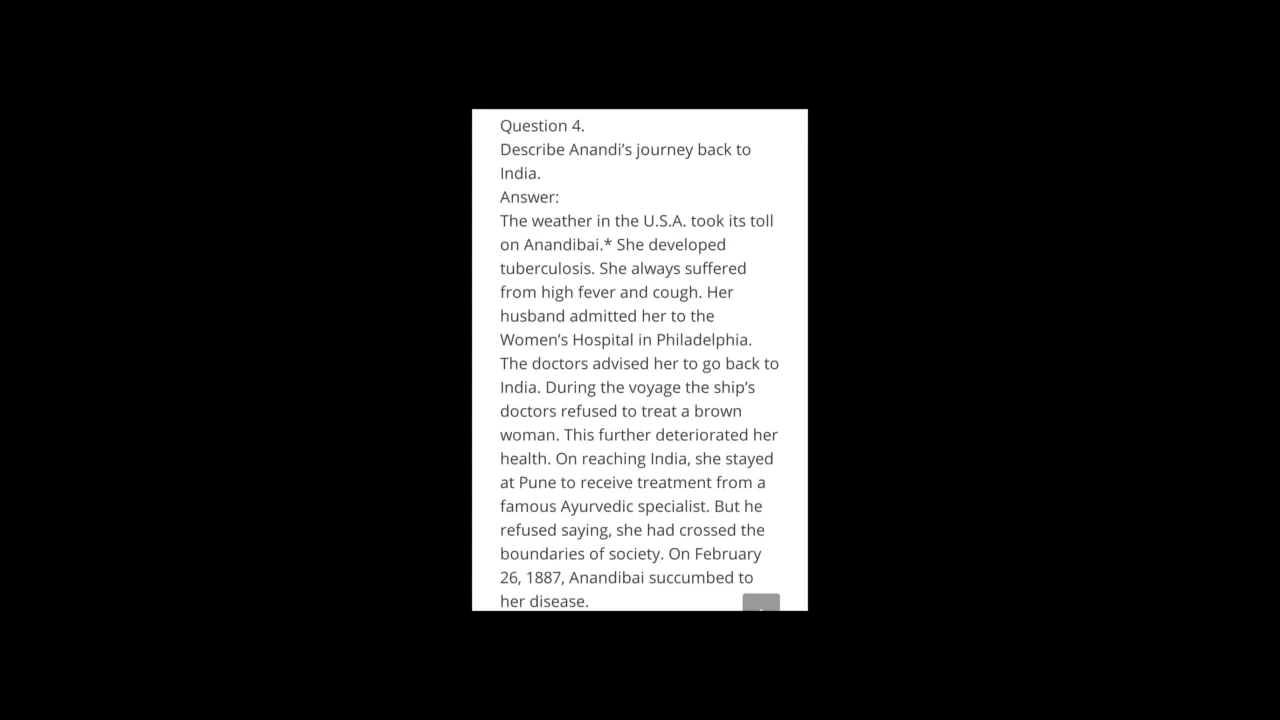 Question 4.
Describe Anandi’s journey back to
India.
Answer:
The weather in the U.S.A. took its toll
on Anandibai.* She developed
tuberculosis. She always suffered
from high fever and cough. Her
husband admitted her to the
Women’s Hospital in Philadelphia.
The doctors advised her to go back to
India. During the voyage the ship’s
doctors refused to treat a brown
woman. This further deteriorated her
health. On reaching India, she stayed
at Pune to receive treatment from a
famous Ayurvedic specialist. But he
refused saying, she had crossed the
boundaries of society. On February
26, 1887, Anandibai succumbed to
her disease.